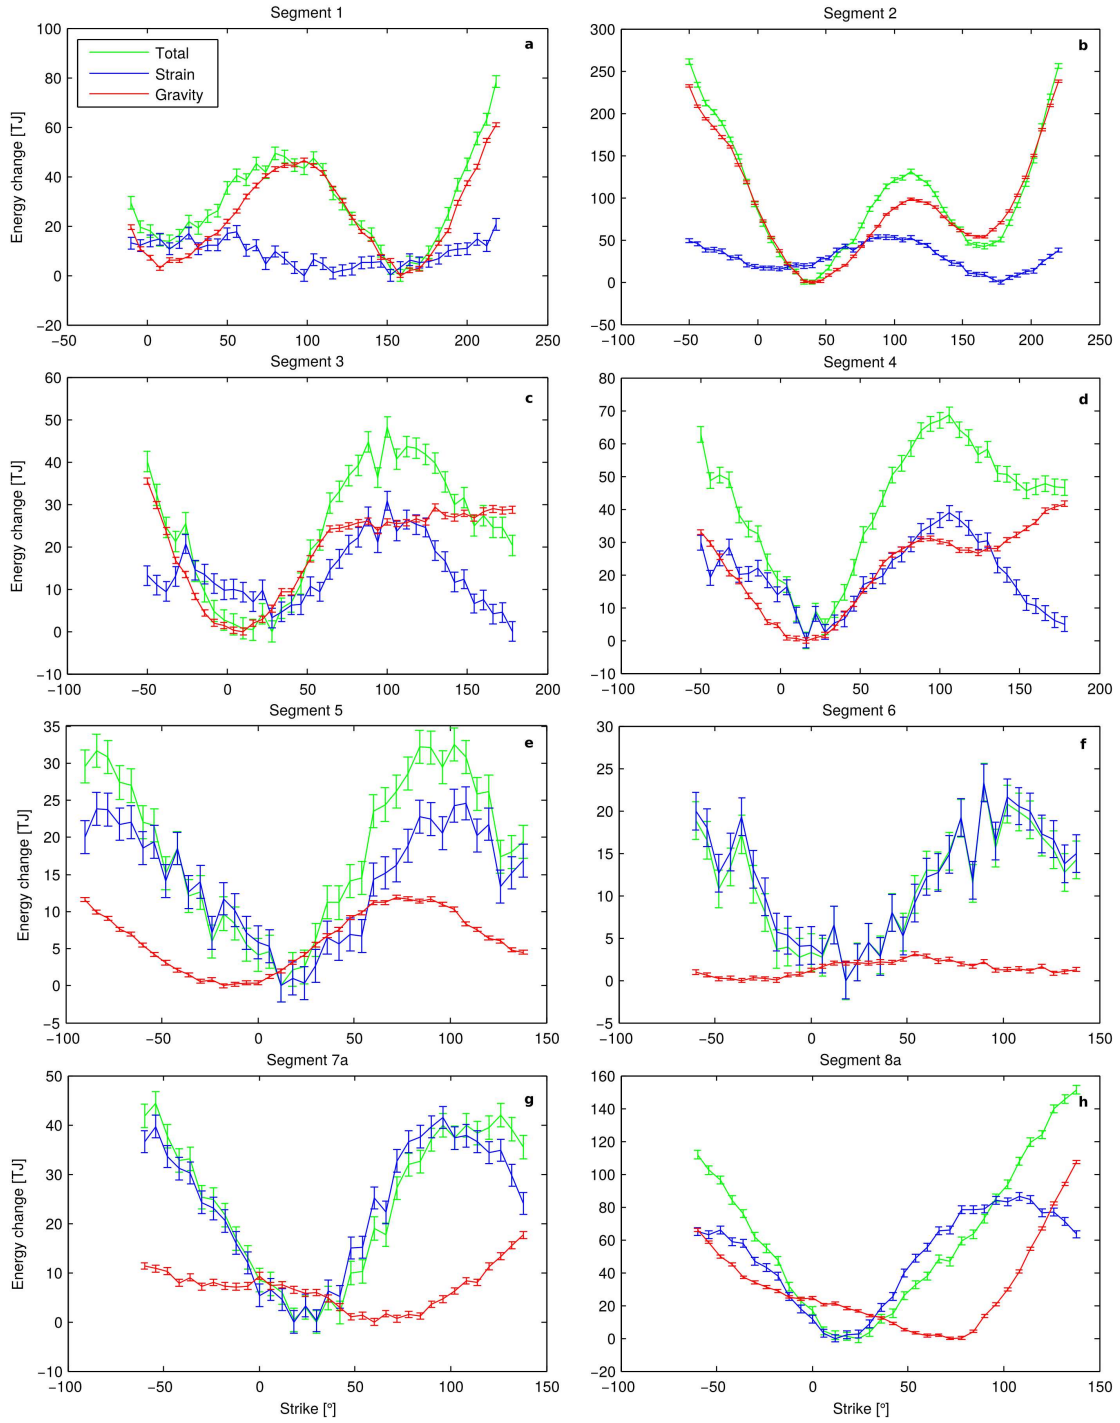 Segment 1
a
Total
Strain
Gravity
Energy change [TJ]
100
80
60
40
20
0
−20
−50 0 50 100 150 200 250
Segment 2
b
300
250
200
150
100
50
0
−50
−100 −50 0 50 100 150 200 250
Segment 3
c
Energy change [TJ]
60
50
40
30
20
10
0
−10
−100 −50 0 50 100 150 200
Segment 4
d
80
70
60
50
40
30
20
10
0
−10
−100 −50 0 50 100 150 200
Segment 5
e
Energy change [TJ]
35
30
25
20
15
10
5
0
−5
−100 −50 0 50 100 150
Segment 6
f
30
25
20
15
10
5
0
−5
−100 −50 0 50 100 150
Segment 7a
g
Energy change [TJ]
50
40
30
20
10
0
−10
−100 −50 0 50 100 150
Strike [°]
Segment 8a
h
160
140
120
100
80
60
40
20
0
−20
−100 −50 0 50 100 150
Strike [°]